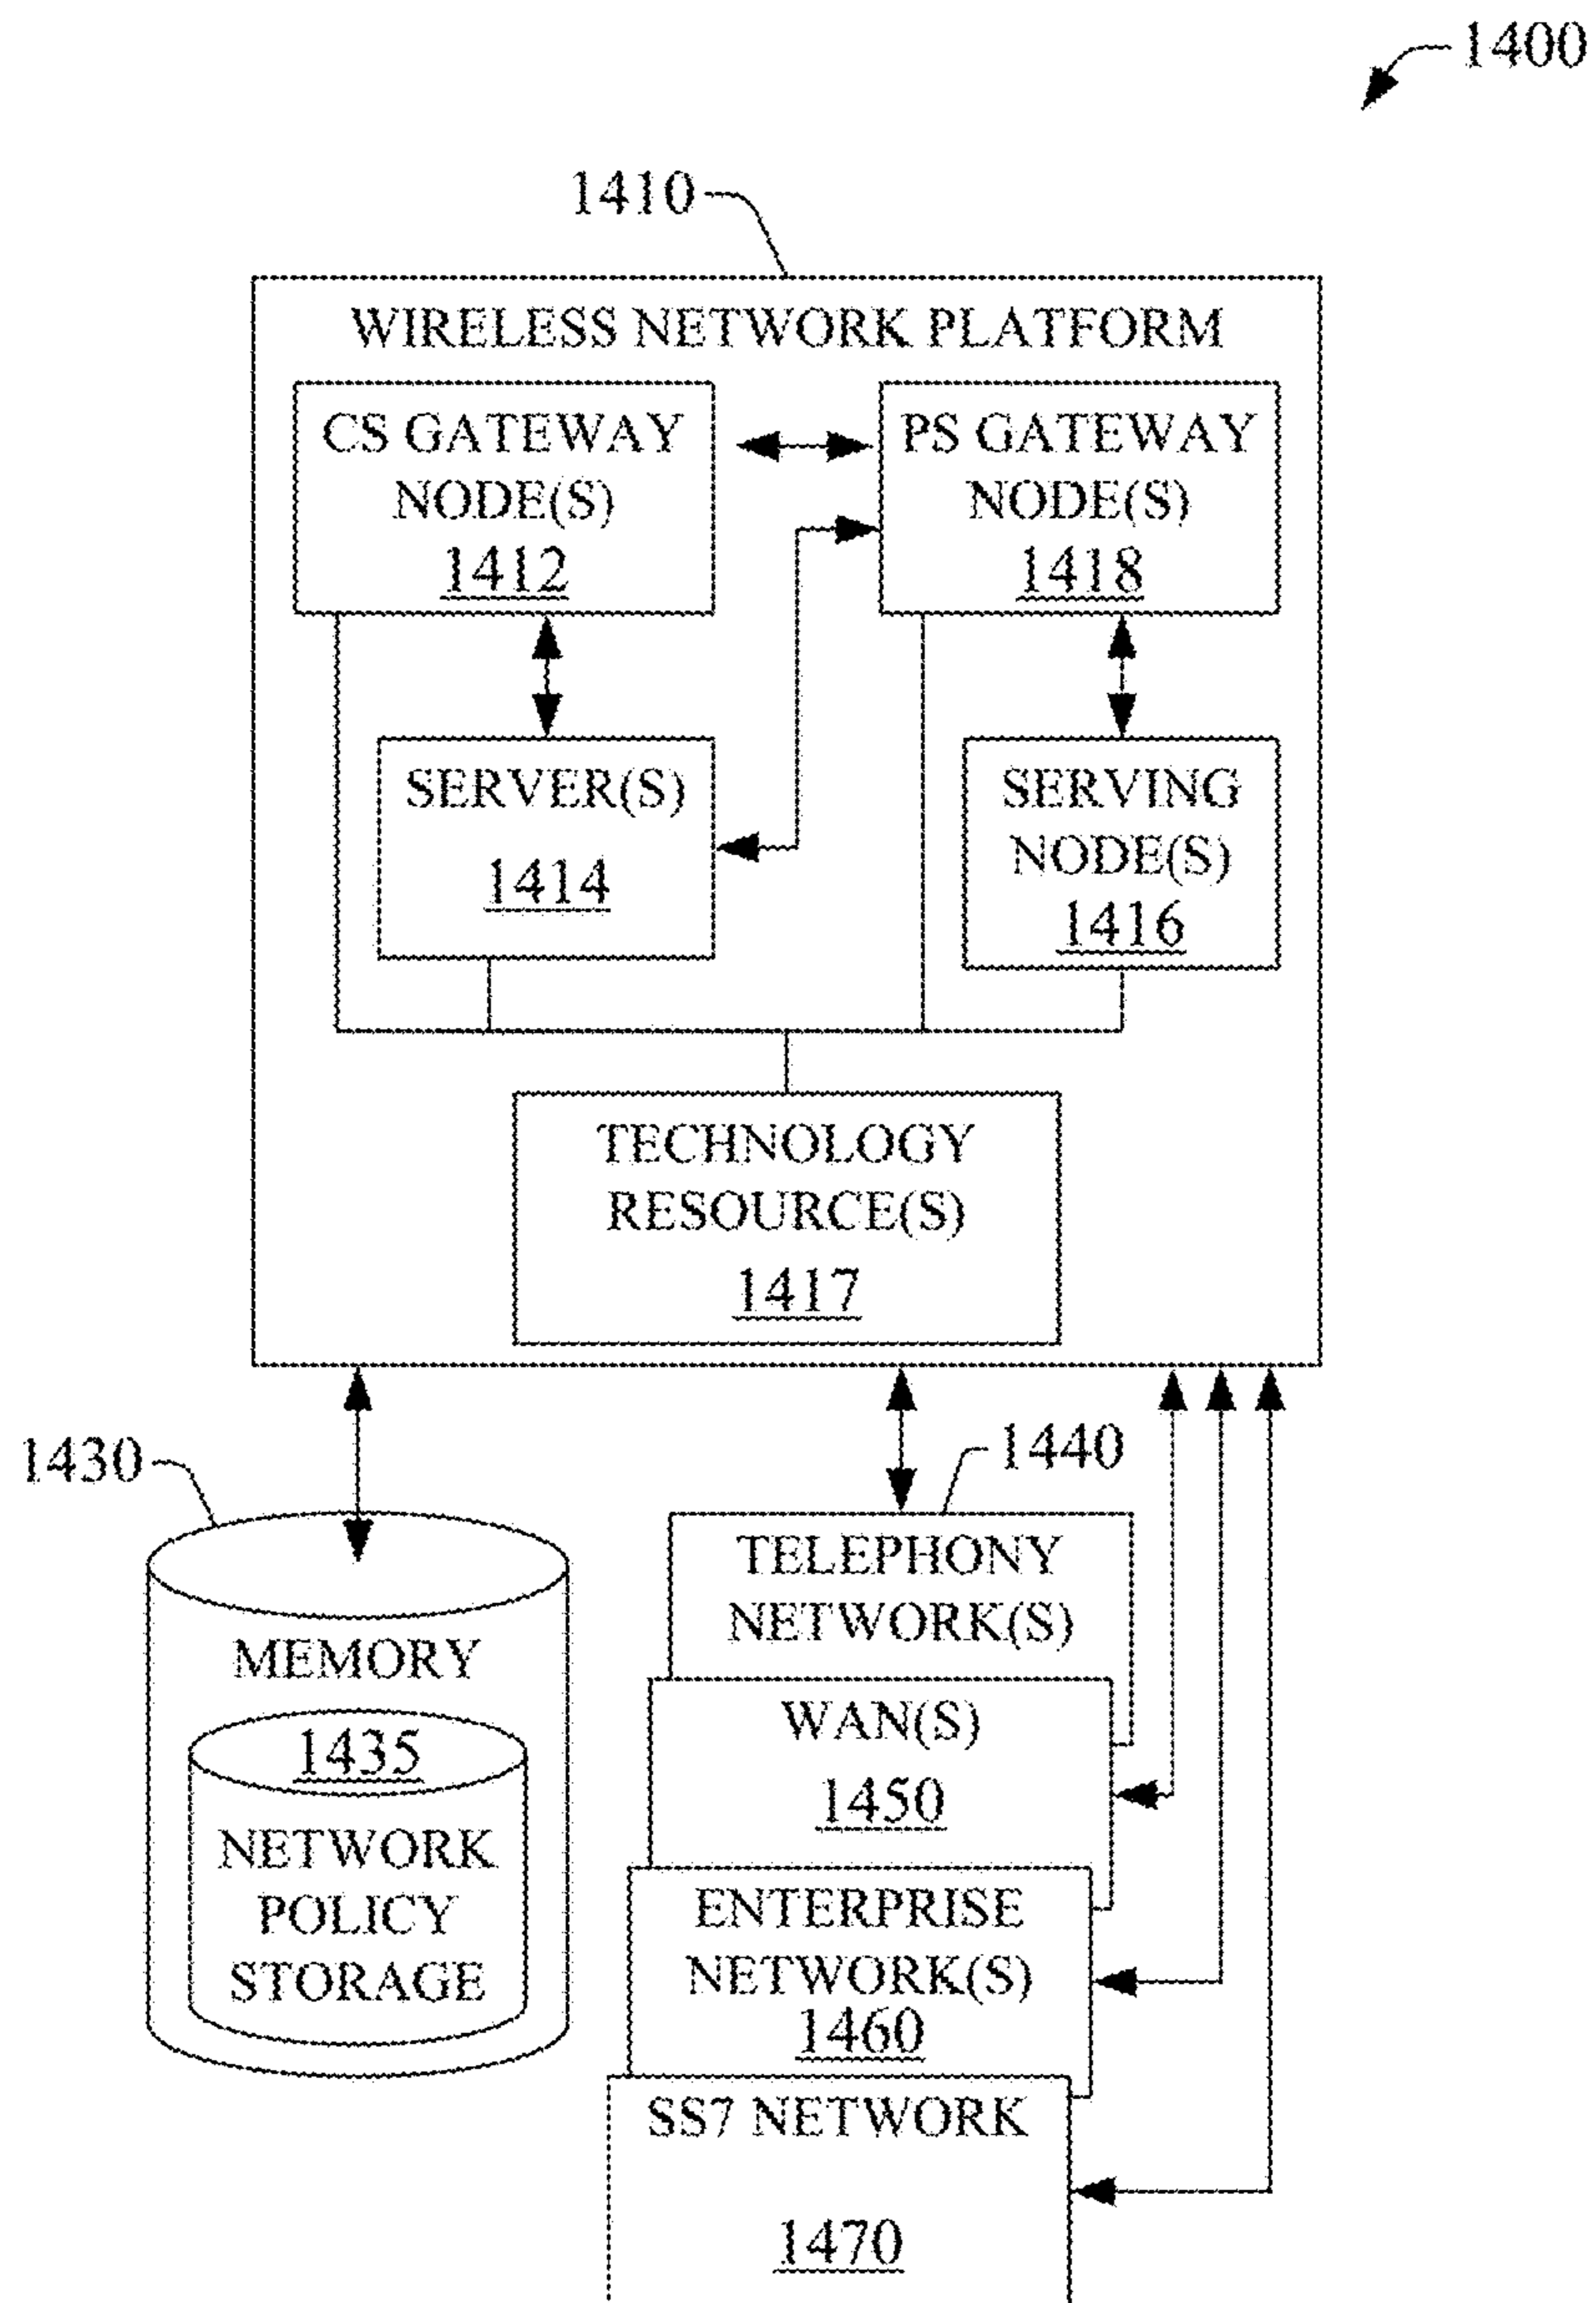 1400
1410
WIRELESS NETWORK PLATFORM
CS GATEWAY
NODE(S)
1412
PS GATEWAY
NODE(S)
1418
SERVER(S)
1414
SERVING
NODE(S)
1416
TECHNOLOGY
RESOURCE(S)
1417
1430
MEMORY
1435
NETWORK
POLICY
STORAGE
1440
TELEPHONY
NETWORK(S)
WAN(S)
1450
ENTERPRISE
NETWORK(S)
1460
SS7 NETWORK
1470